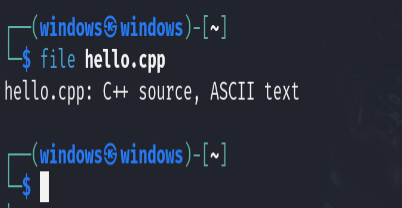 ┌──(windows㉿windows)-[~]
└─$ file hello.cpp
hello.cpp: C++ source, ASCII text
┌──(windows㉿windows)-[~]
└─$